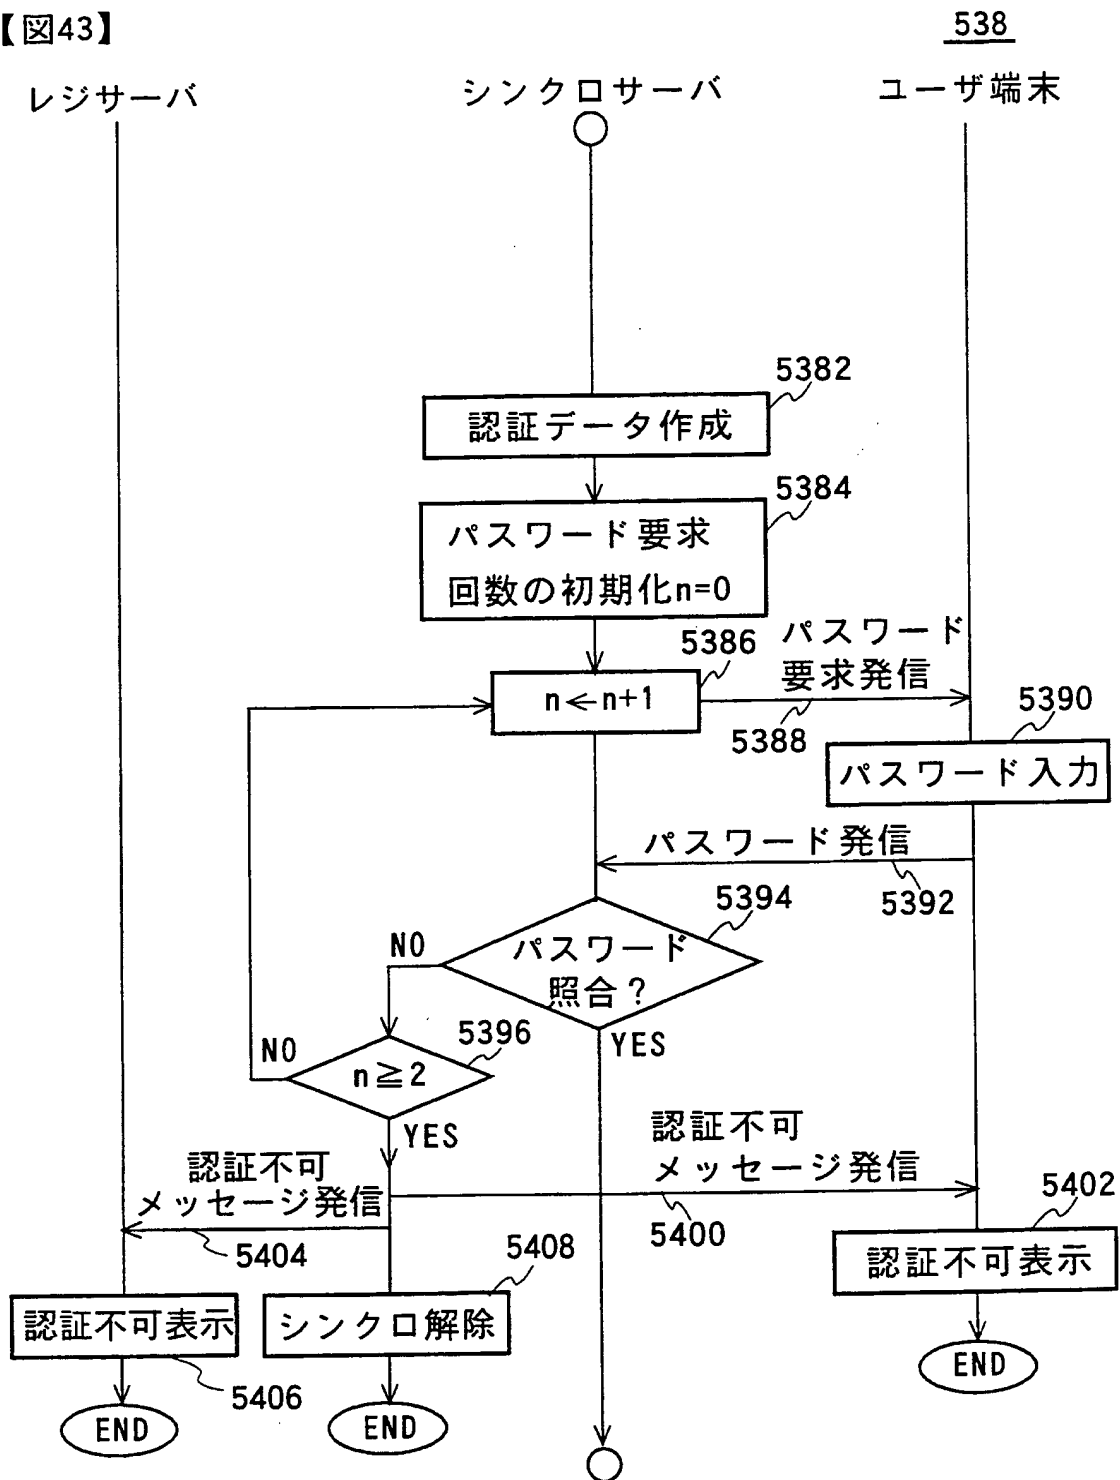 【図43】
538
レジサーバ
シンクロサーバ
ユーザ端末
5382
認証データ作成
5384
パスワード要求
回数の初期化n=0
5386
パスワード
要求発信
n←n+1
5388
5390
パスワード入力
パスワード発信
5392
5394
NO
パスワード
照合?
YES
5396
NO
n≧2
YES
認証不可
メッセージ発信
認証不可
メッセージ発信
5400
5402
5404
5408
認証不可表示
認証不可表示
シンクロ解除
5406
END
END
END